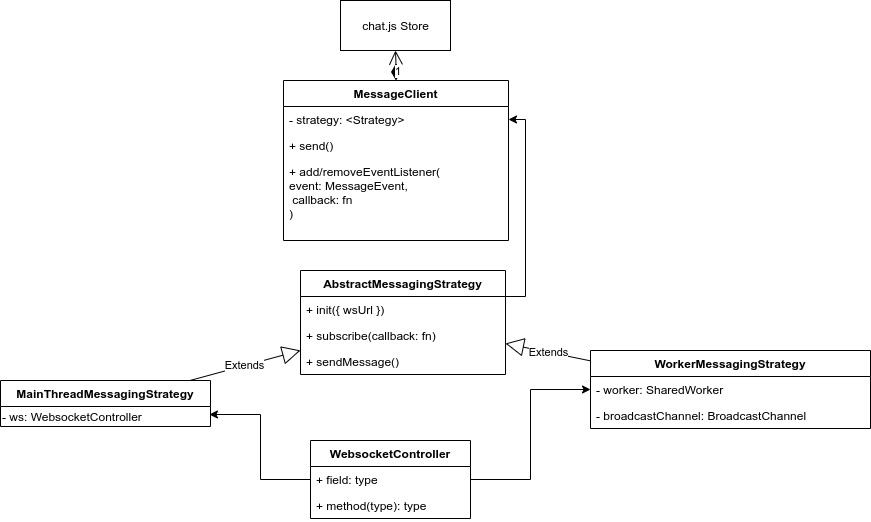 chat.js Store
1
MessageClient
- strategy: <Strategy>
+ send()
+ add/removeEventListener(
event: MessageEvent,
callback: fn
)
AbstractMessagingStrategy
+ init({ wsUrl })
+ subscribe(callback: fn)
+ sendMessage()
Extends
Extends
MainThreadMessagingStrategy
- ws: WebsocketController
WorkerMessagingStrategy
- worker: SharedWorker
- broadcastChannel: BroadcastChannel
WebsocketController
+ field: type
+ method(type): type